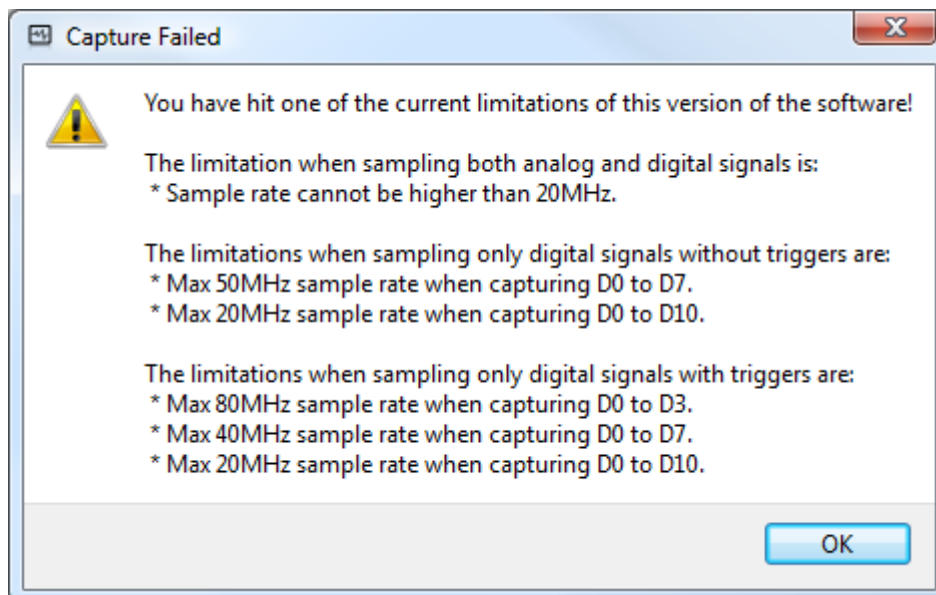 Capture Failed
You have hit one of the current limitations of this version of the software!
The limitation when sampling both analog and digital signals is:
* Sample rate cannot be higher than 20MHz.
The limitations when sampling only digital signals without triggers are:
* Max 50MHz sample rate when capturing D0 to D7.
* Max 20MHz sample rate when capturing D0 to D10.
The limitations when sampling only digital signals with triggers are:
* Max 80MHz sample rate when capturing D0 to D3.
* Max 40MHz sample rate when capturing D0 to D7.
* Max 20MHz sample rate when capturing D0 to D10.
OK